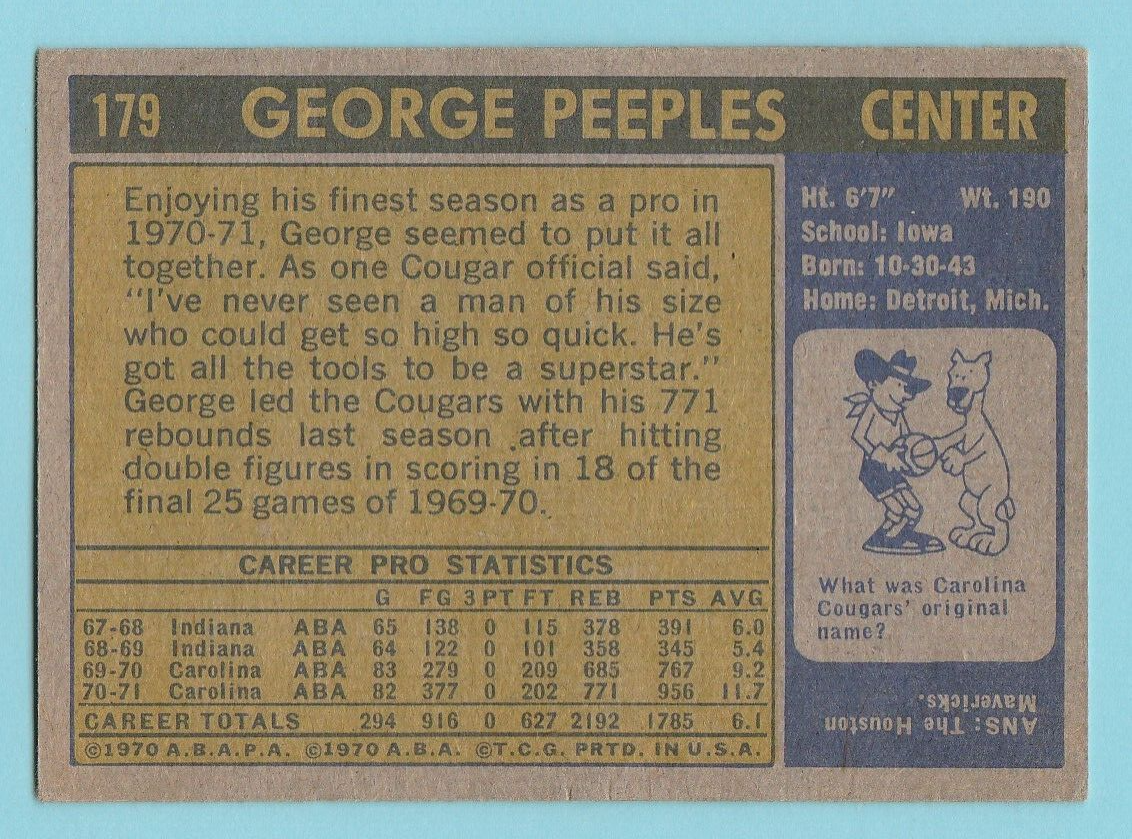 179 GEORGE PEEPLES CENTER
Enjoying his finest season as a pro in
1970-71, George seemed to put it all
together. As one Cougar official said,
"I've never seen a man of his size
who could get so high so quick. He's
got all the tools to be a superstar."
George led the Cougars with his 771
rebounds last season after hitting
double figures in scoring in 18 of the
final 25 games of 1969-70.
Ht. 6'7" Wt. 190
School: Iowa
Born: 10-30-43
Home: Detroit, Mich.
What was Carolina
Cougars' original
name?
ANS: The Houston
Mavericks.
CAREER PRO STATISTICS
G FG 3PT FT REB PTS AVG
67-68 Indiana ABA 65 138 0 115 378 391 6.0
68-69 Indiana ABA 64 122 0 101 358 345 5.4
69-70 Carolina ABA 83 279 0 209 685 767 9.2
70-71 Carolina ABA 82 377 0 202 771 956 11.7
CAREER TOTALS 294 916 0 627 2192 1785 6.1
©1970 A.B.A.P.A. ©1970 A.B.A. ©T.C.G. PRTD. IN U.S.A.